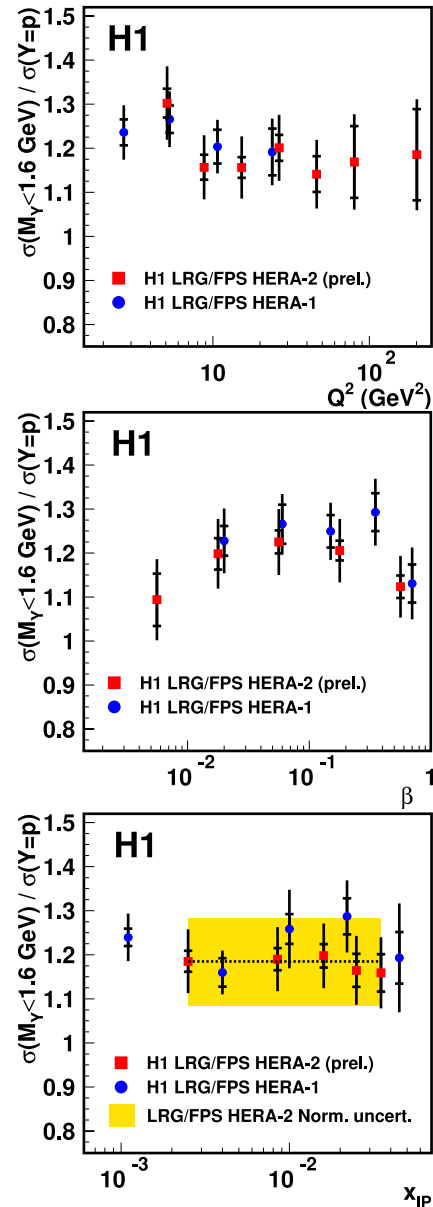 H1
σ(M_Y<1.6 GeV) / σ(Y=p)
1.5
1.4
1.3
1.2
1.1
1
0.9
0.8
H1 LRG/FPS HERA-2 (prel.)
H1 LRG/FPS HERA-1
10
10^2
Q^2 (GeV^2)
H1
σ(M_Y<1.6 GeV) / σ(Y=p)
1.5
1.4
1.3
1.2
1.1
1
0.9
0.8
H1 LRG/FPS HERA-2 (prel.)
H1 LRG/FPS HERA-1
10^-2
10^-1
1
β
H1
σ(M_Y<1.6 GeV) / σ(Y=p)
1.5
1.4
1.3
1.2
1.1
1
0.9
0.8
H1 LRG/FPS HERA-2 (prel.)
H1 LRG/FPS HERA-1
LRG/FPS HERA-2 Norm. uncert.
10^-3
10^-2
x_IP